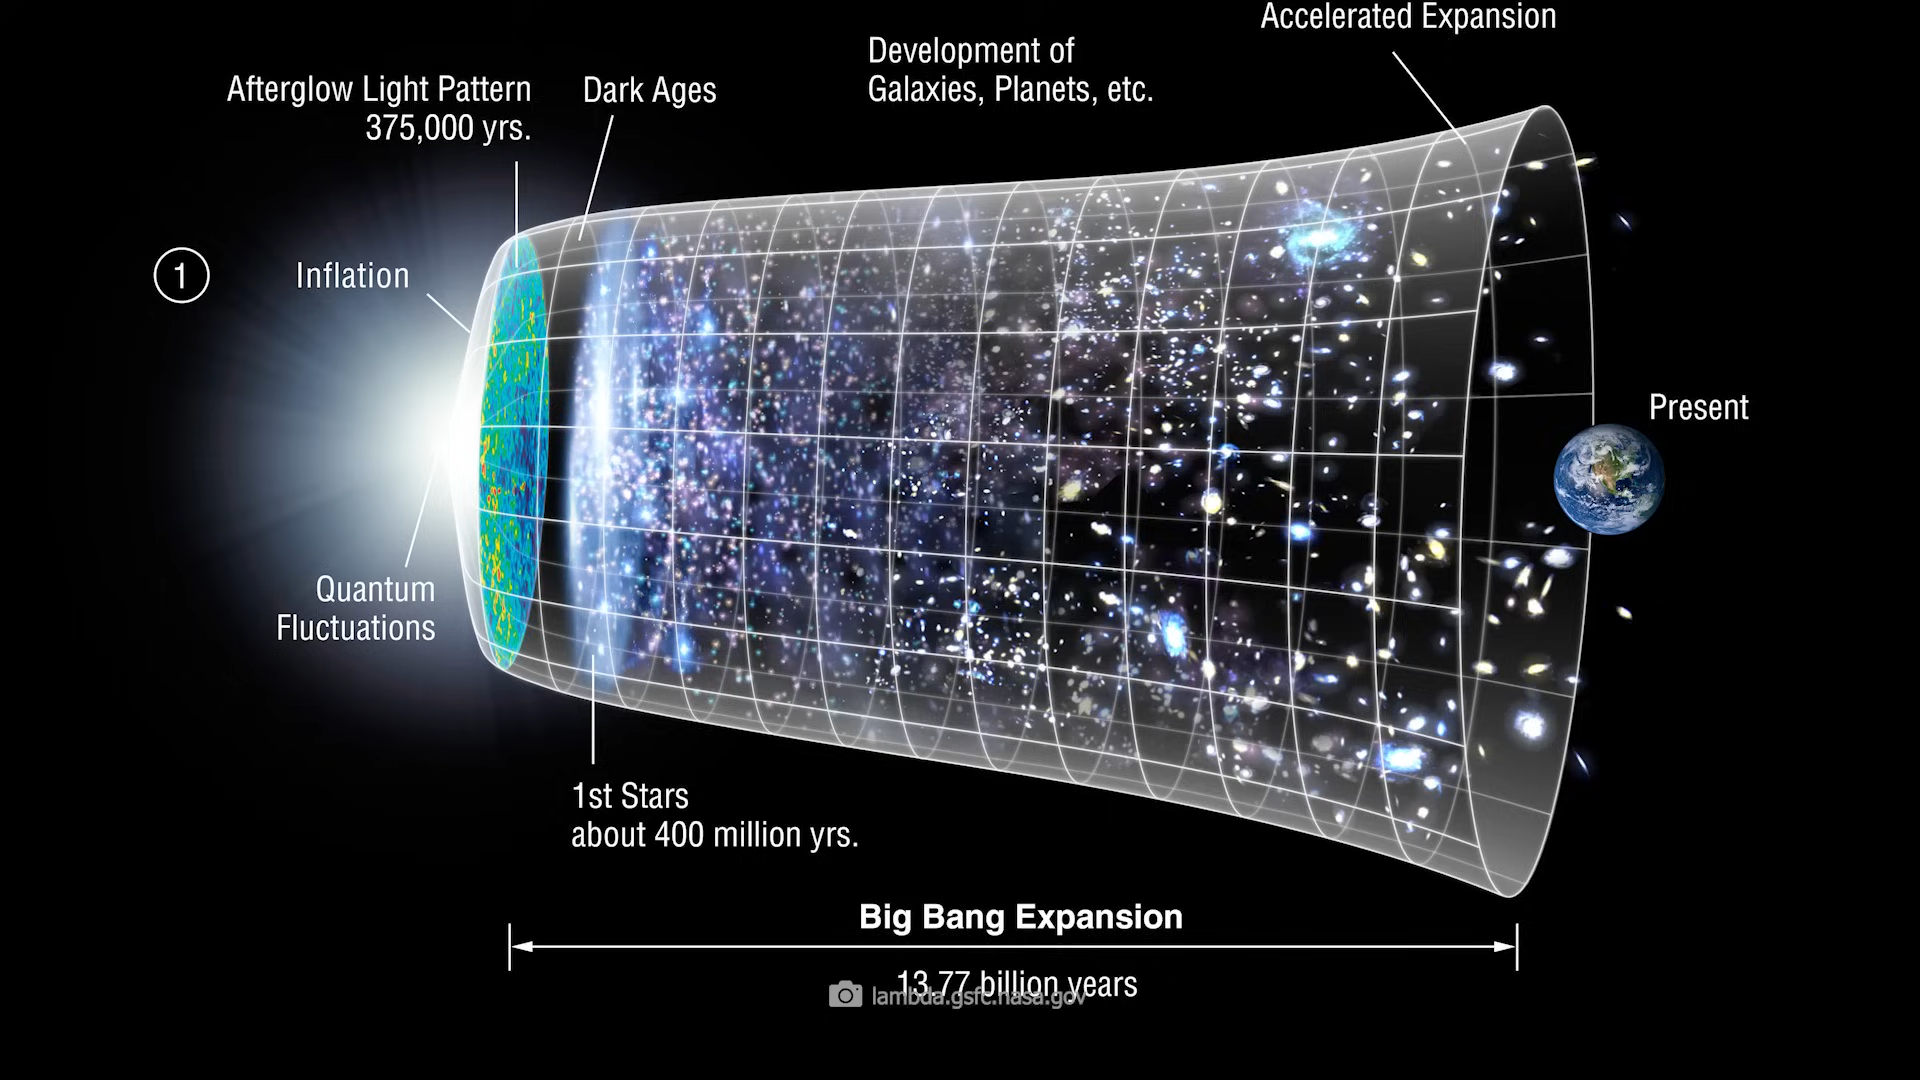 Accelerated Expansion
Development of
Galaxies, Planets, etc.
Afterglow Light Pattern
375,000 yrs.
Dark Ages
1
Inflation
Present
Quantum
Fluctuations
1st Stars
about 400 million yrs.
Big Bang Expansion
13.77 billion years
lambda.gsfc.nasa.gov